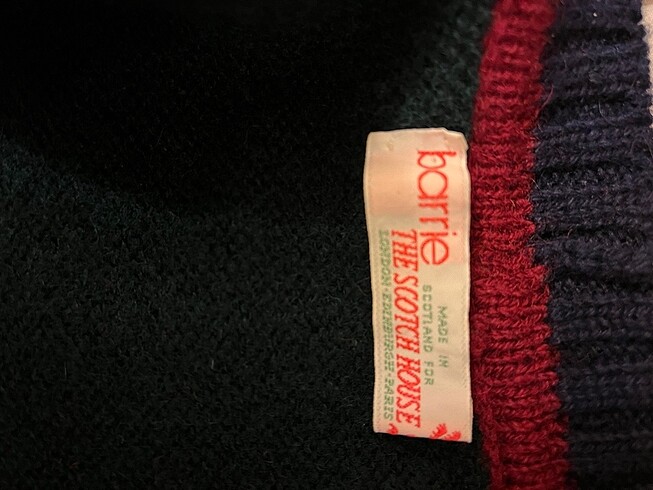 barrie
MADE IN
SCOTLAND FOR
THE SCOTCH HOUSE
LONDON·EDINBURGH·PARIS